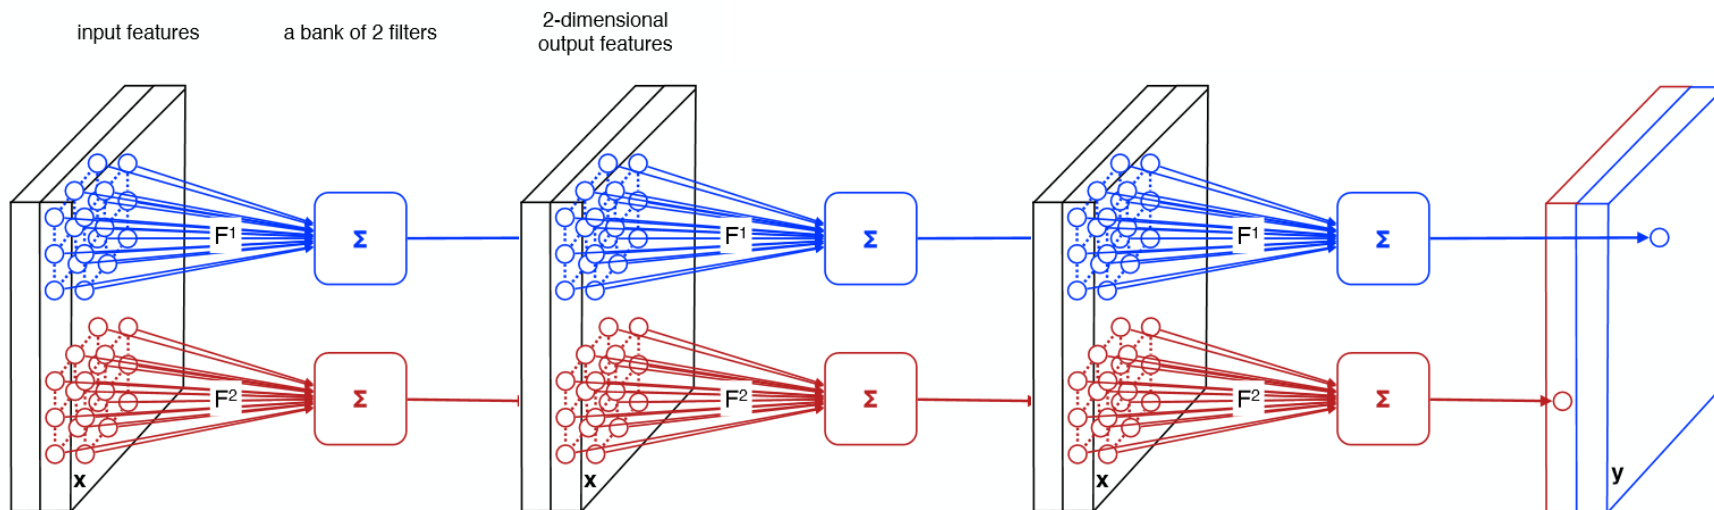 input features
a bank of 2 filters
2-dimensional
output features
F1
Σ
F1
Σ
F1
Σ
F2
Σ
F2
Σ
F2
Σ
x
x
x
y